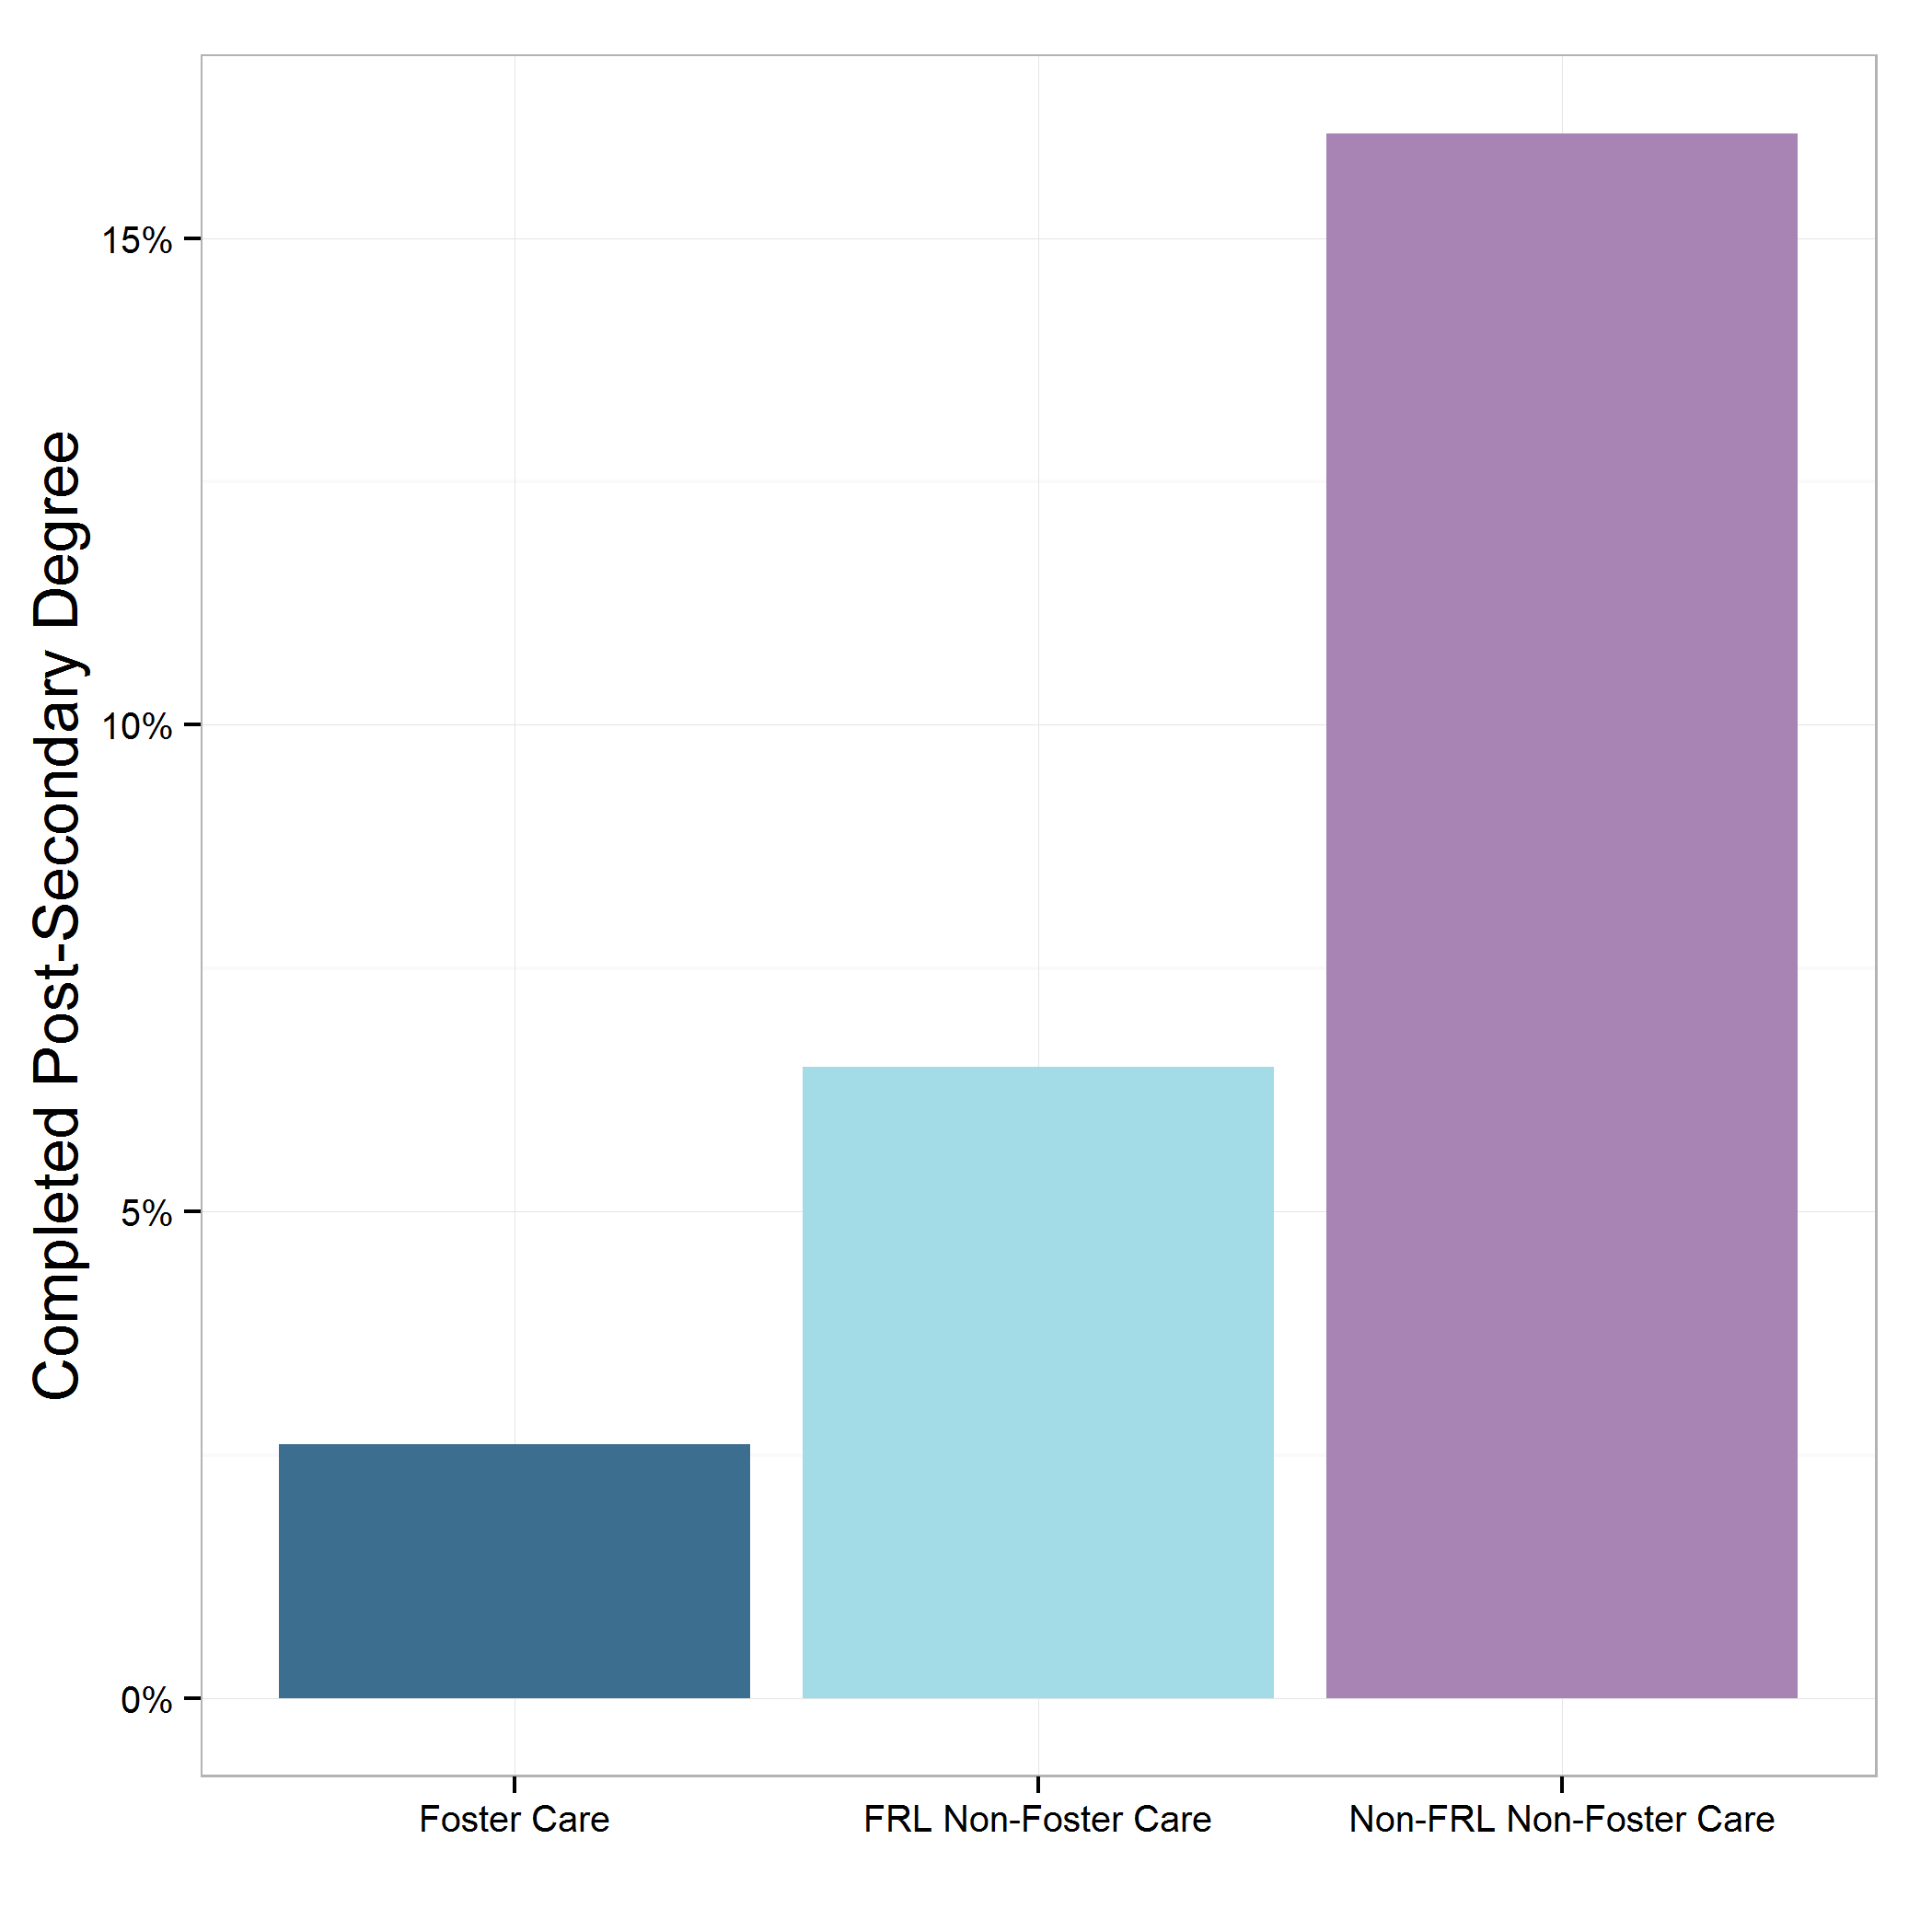 Completed Post-Secondary Degree
15%
10%
5%
0%
Foster Care
FRL Non-Foster Care
Non-FRL Non-Foster Care